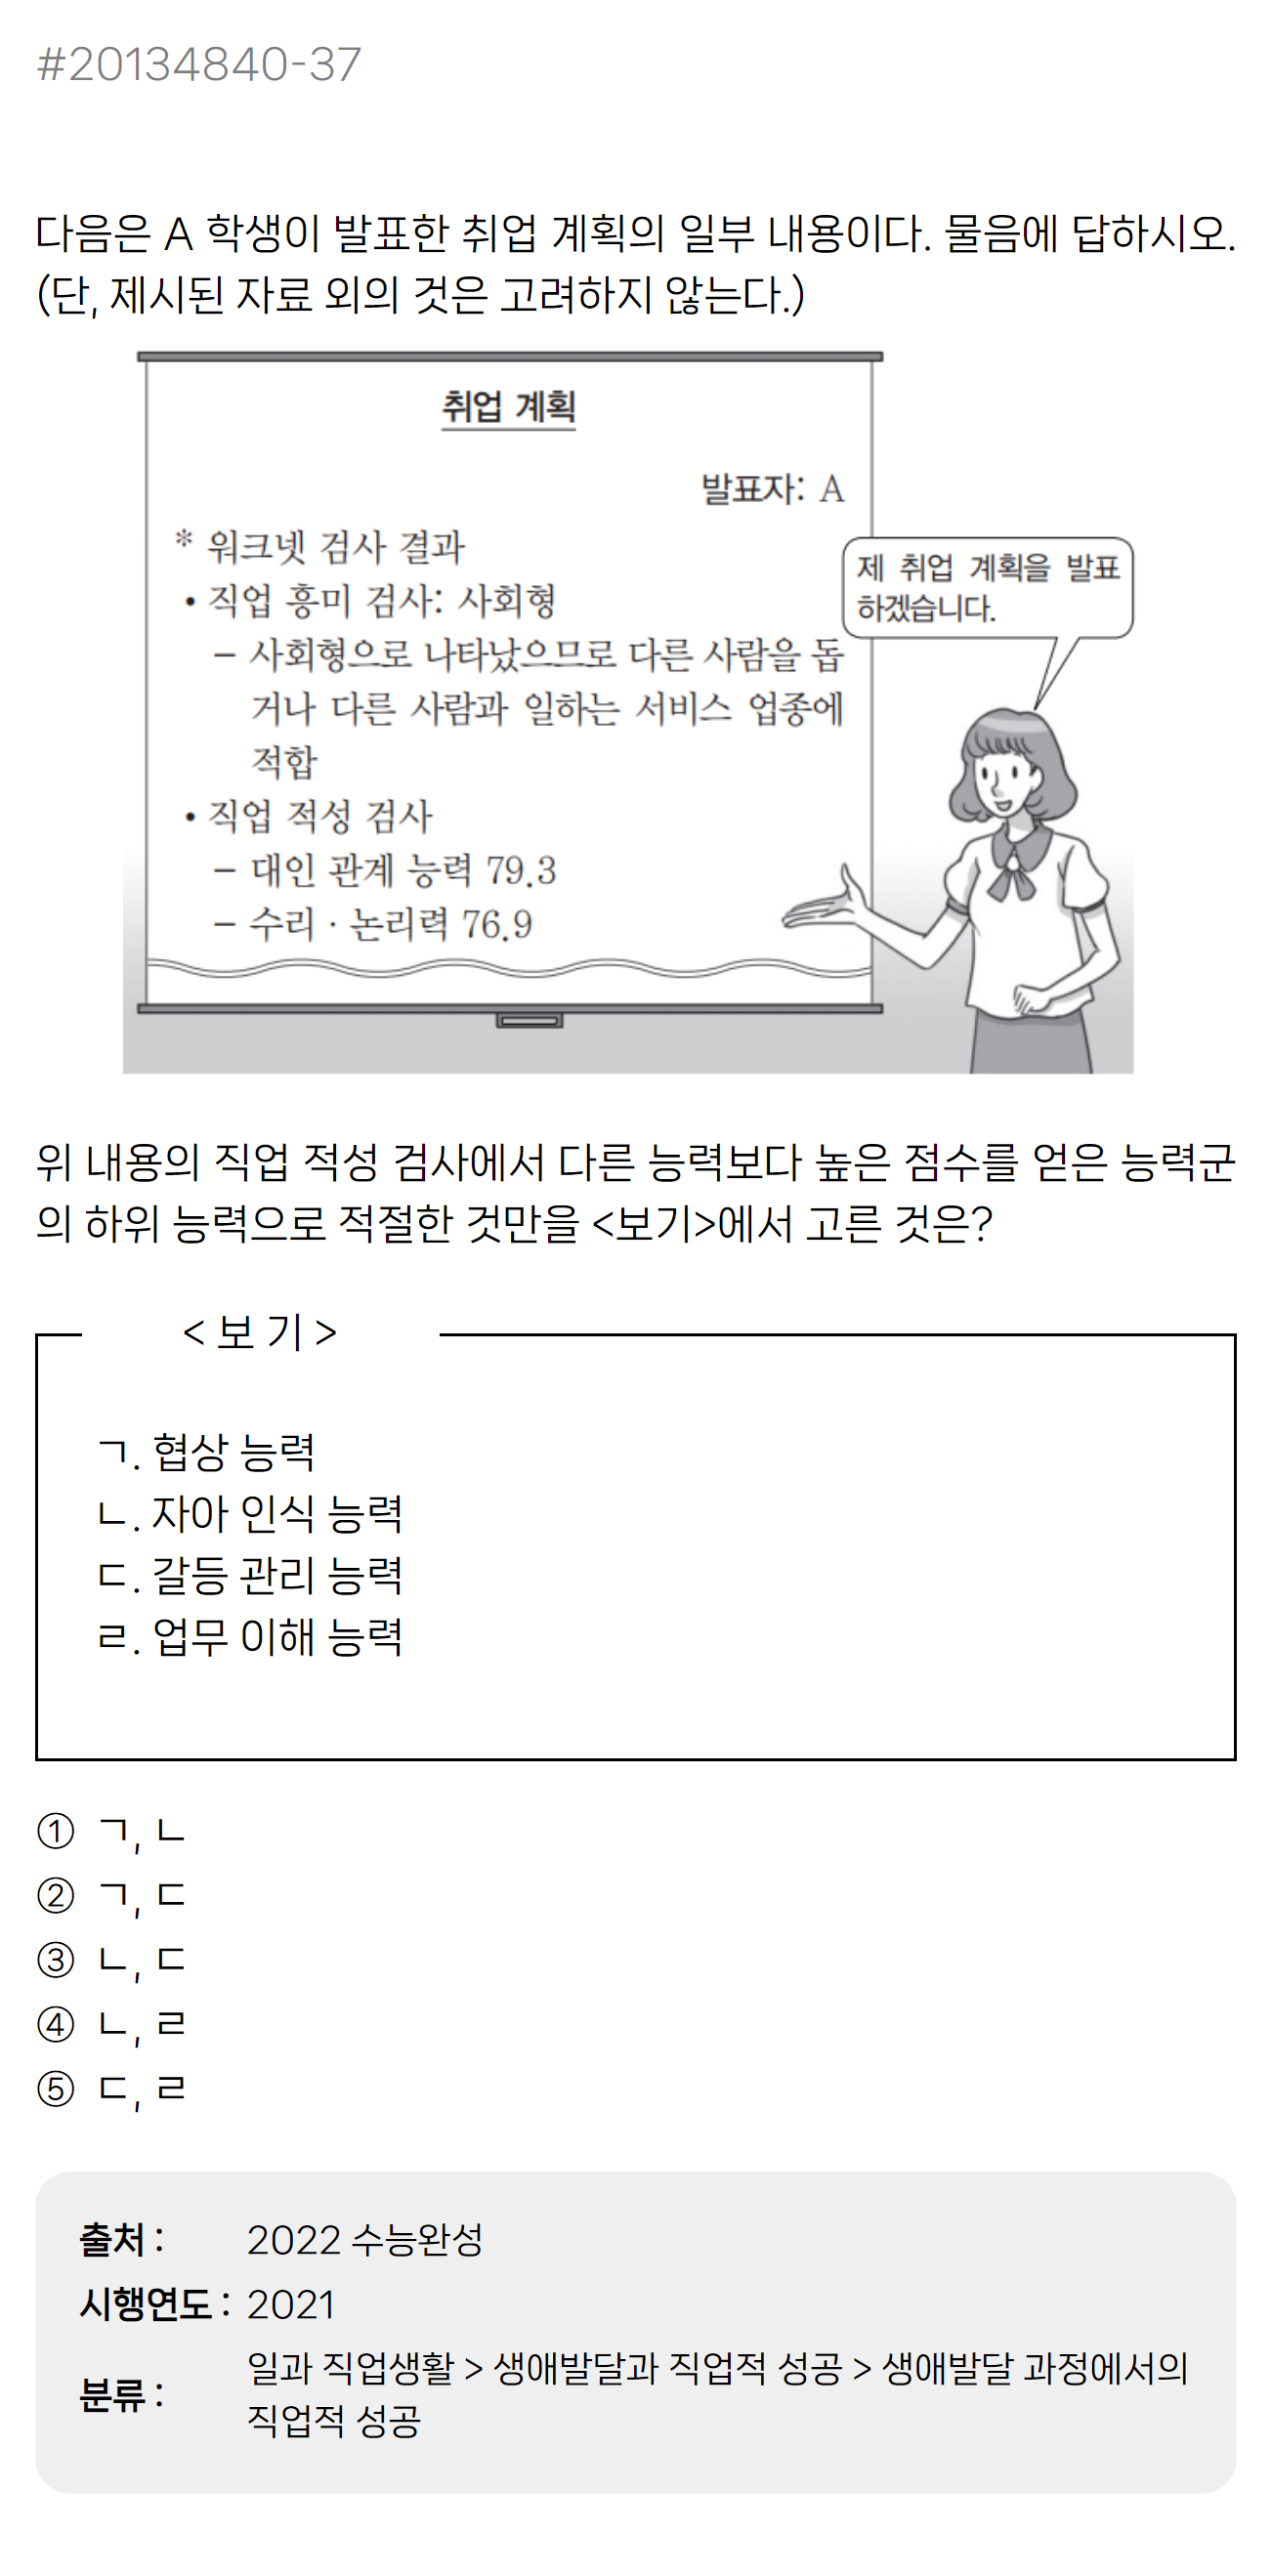 #20134840-37
다음은 A 학생이 발표한 취업 계획의 일부 내용이다. 물음에 답하시오.
(단, 제시된 자료 외의 것은 고려하지 않는다.)
취업 계획
발표자: A
* 워크넷 검사 결과
• 직업 흥미 검사: 사회형
– 사회형으로 나타났으므로 다른 사람을 돕
거나 다른 사람과 일하는 서비스 업종에
적합
• 직업 적성 검사
– 대인 관계 능력 79.3
– 수리 · 논리력 76.9
제 취업 계획을 발표
하겠습니다.
위 내용의 직업 적성 검사에서 다른 능력보다 높은 점수를 얻은 능력군
의 하위 능력으로 적절한 것만을 <보기>에서 고른 것은?
< 보 기 >
ㄱ. 협상 능력
ㄴ. 자아 인식 능력
ㄷ. 갈등 관리 능력
ㄹ. 업무 이해 능력
① ㄱ, ㄴ
② ㄱ, ㄷ
③ ㄴ, ㄷ
④ ㄴ, ㄹ
⑤ ㄷ, ㄹ
출처 : 2022 수능완성
시행연도 : 2021
분류 : 일과 직업생활 > 생애발달과 직업적 성공 > 생애발달 과정에서의
직업적 성공